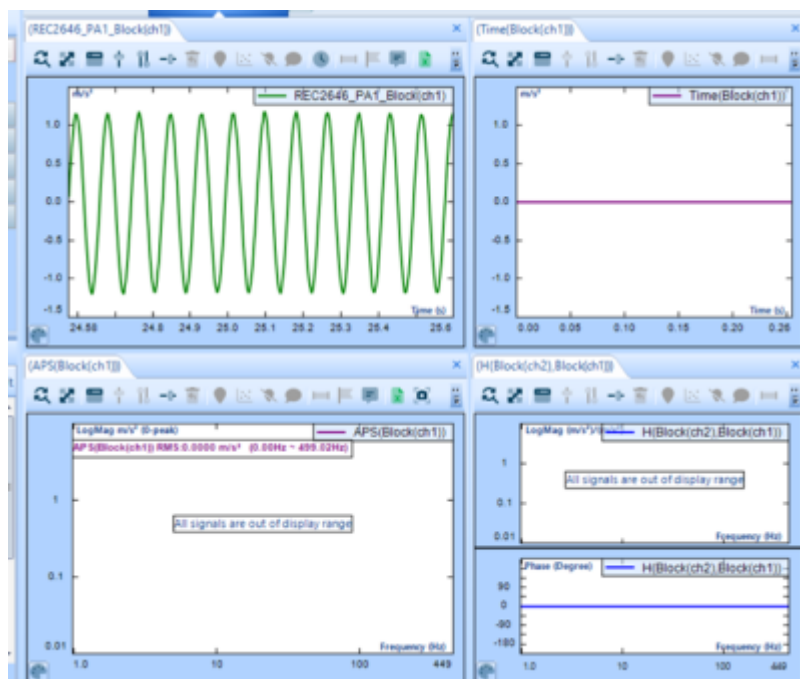 (REC2646_PA1_Block(ch1))
m/s²
REC2646_PA1_Block(ch1)
1.0
0.5
0.0
-0.5
-1.0
-1.5
Time (s)
24.58 24.8 24.9 25.0 25.1 25.2 25.3 25.4 25.6
(Time(Block(ch1)))
m/s²
Time(Block(ch1))
1.0
0.5
0.0
-0.5
-1.0
-1.5
Time (s)
0.00 0.05 0.10 0.15 0.20 0.26
(APS(Block(ch1)))
LogMag m/s² (0-peak)
APS(Block(ch1))
APS(Block(ch1)) RMS:0.0000 m/s² (0.00Hz ~ 499.02Hz)
1
All signals are out of display range
0.1
0.01
Frequency (Hz)
1.0 10 100 449
(H(Block(ch2),Block(ch1)))
LogMag (m/s²)/(
H(Block(ch2),Block(ch1))
1
All signals are out of display range
0.1
0.01
Frequency (Hz)
1.0 10 100 449
Phase (Degree)
H(Block(ch2),Block(ch1))
90
0
-90
-180
Frequency (Hz)
1.0 10 100 449